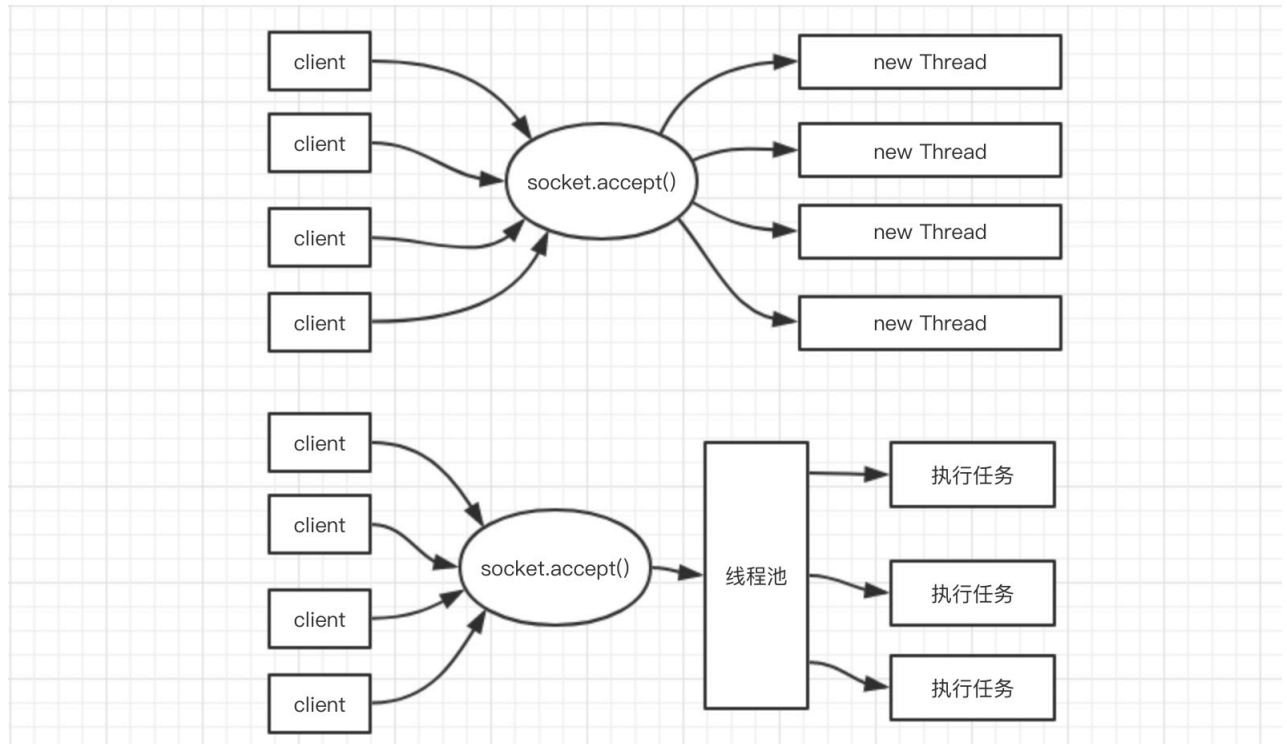 client
new Thread
client
new Thread
socket.accept()
client
new Thread
client
new Thread
client
执行任务
client
socket.accept()
线程池
执行任务
client
client
执行任务